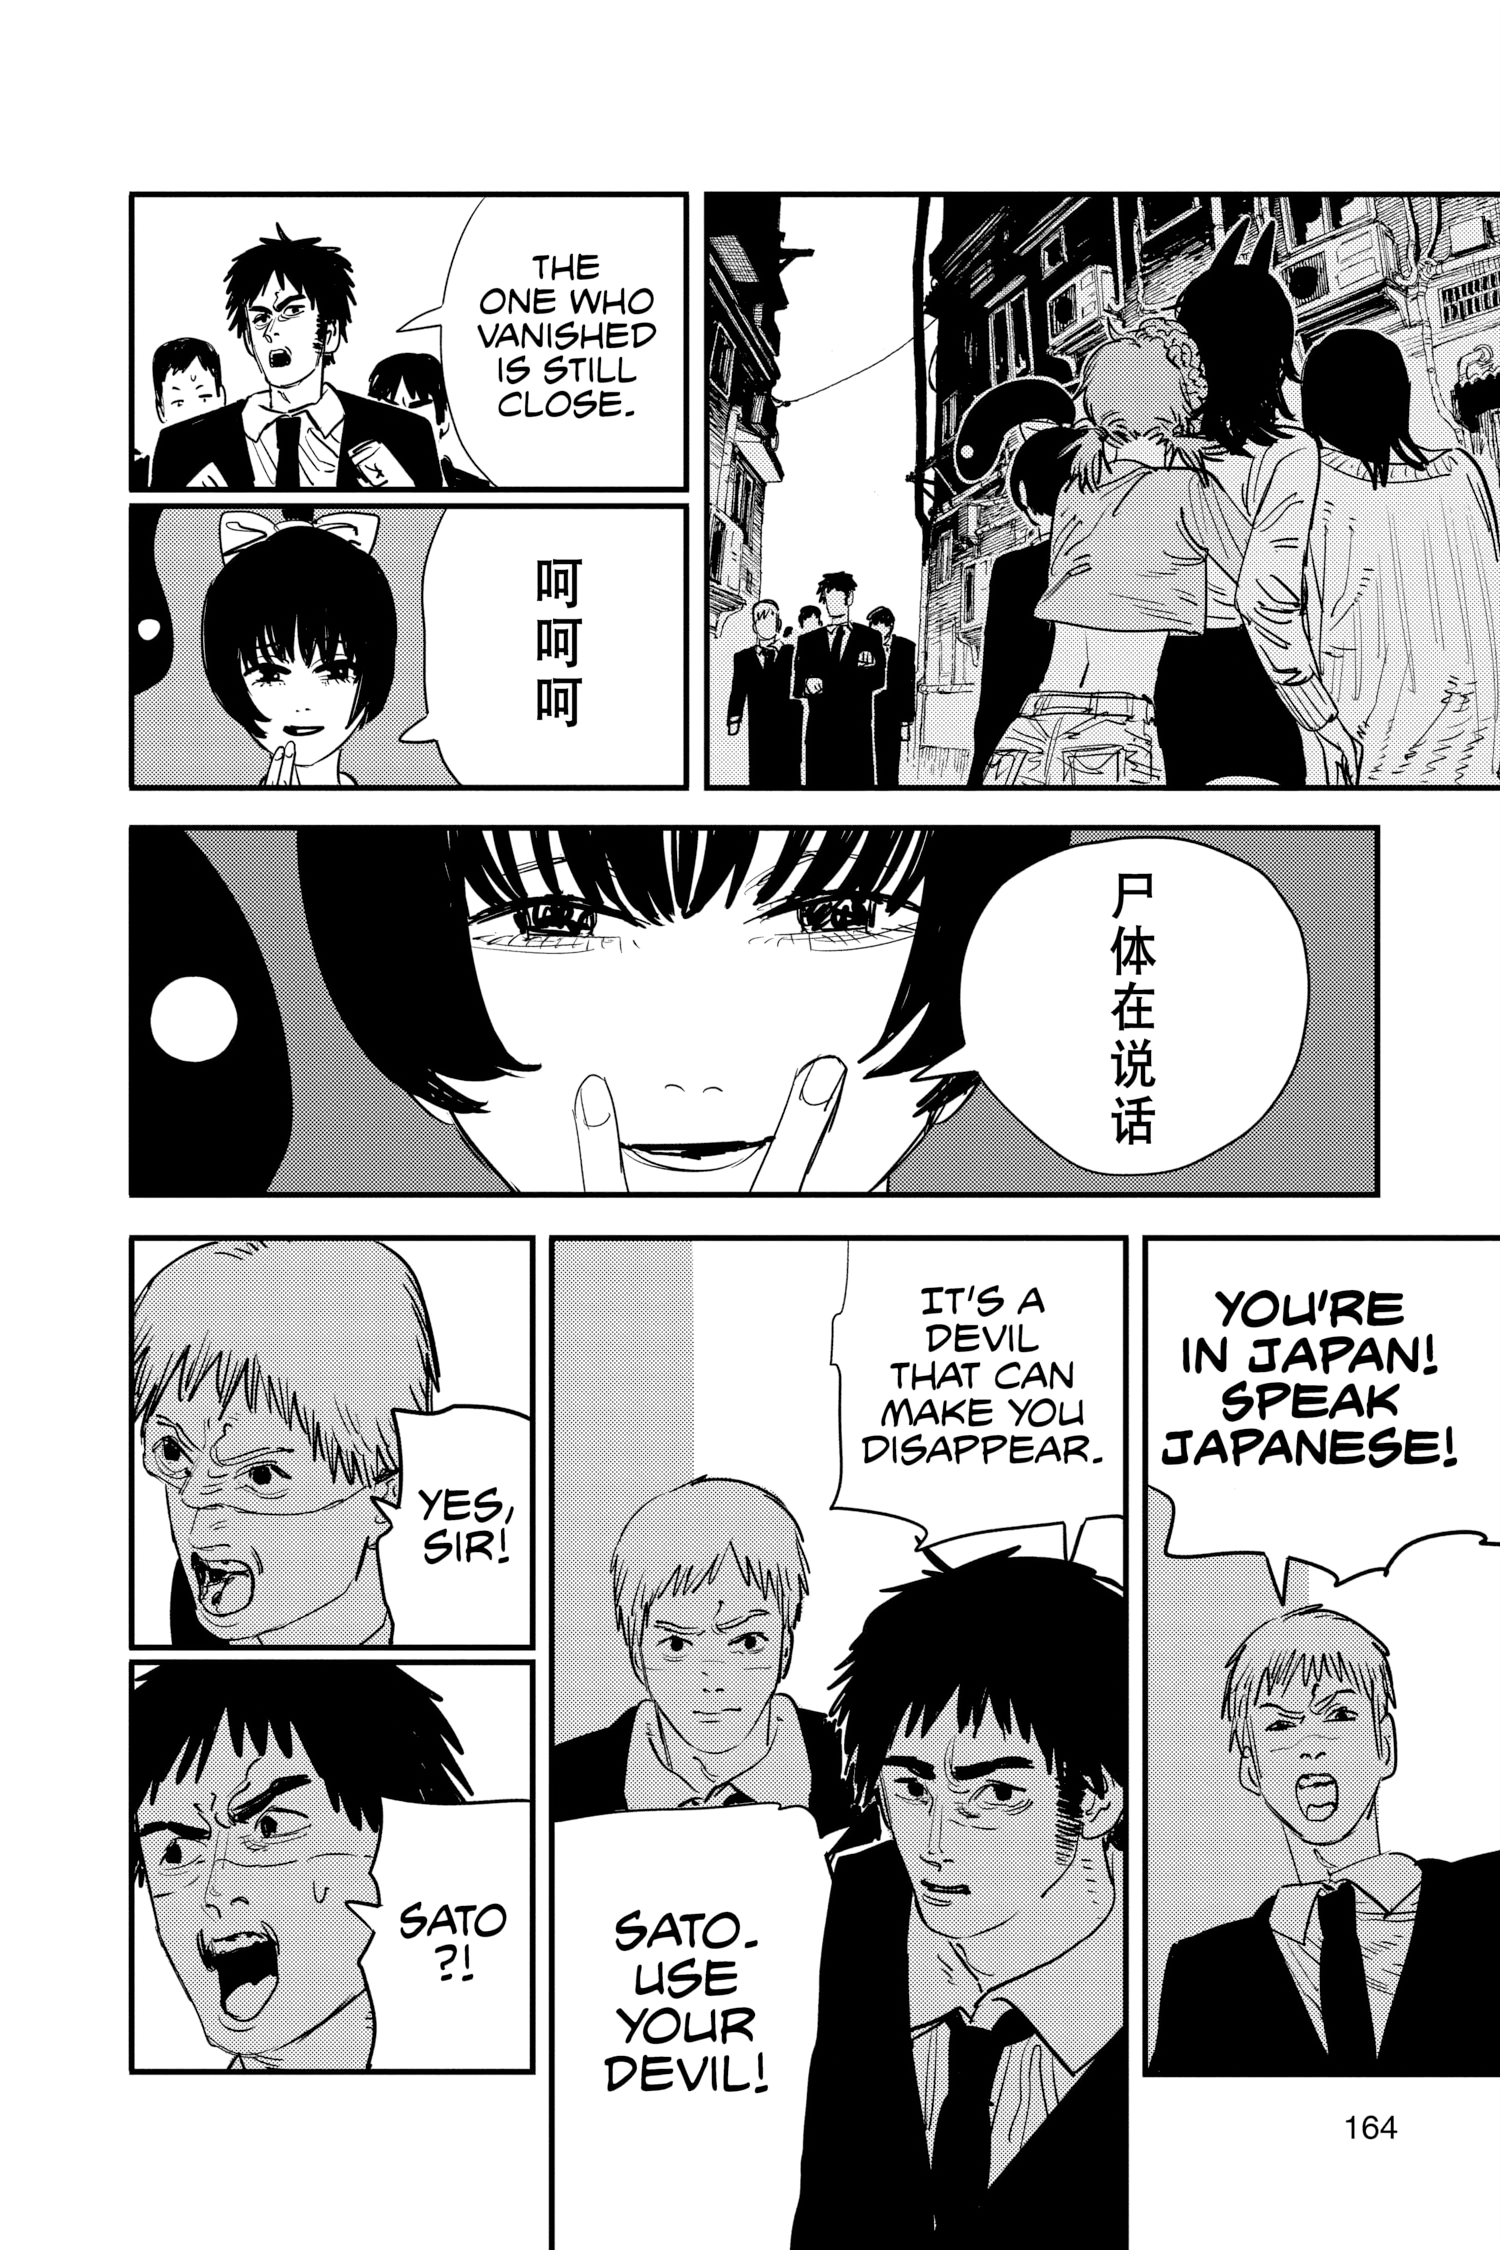 THE
ONE WHO
VANISHED
IS STILL
CLOSE.
呵呵呵
尸体在说话
YOU'RE
IN JAPAN!
SPEAK
JAPANESE!
IT'S A
DEVIL
THAT CAN
MAKE YOU
DISAPPEAR.
SATO.
USE
YOUR
DEVIL!
YES,
SIR!
SATO
?!
164